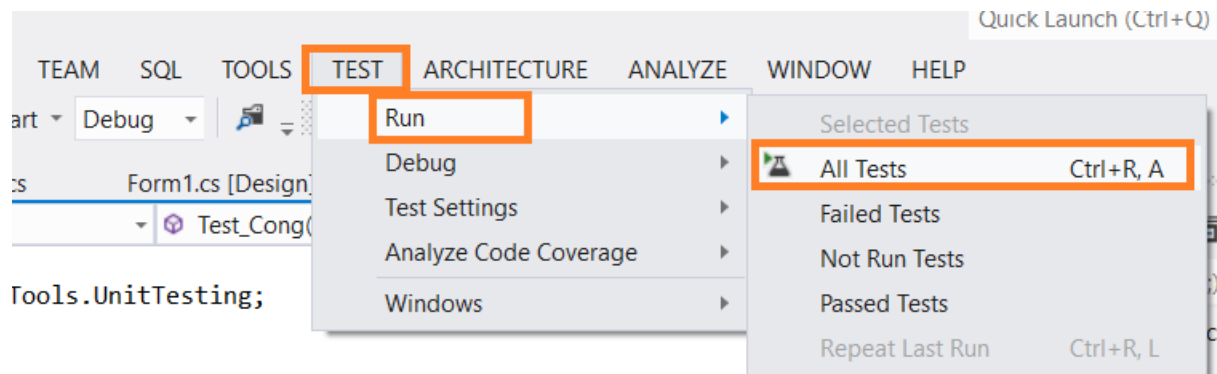 Quick Launch (Ctrl+Q)
TEAM SQL TOOLS TEST ARCHITECTURE ANALYZE WINDOW HELP
art Debug
Run
Selected Tests
Debug
All Tests Ctrl+R, A
cs Form1.cs [Design]
Test Settings
Failed Tests
Test_Cong(
Analyze Code Coverage
Not Run Tests
Tools.UnitTesting;
Windows
Passed Tests
Repeat Last Run Ctrl+R, L